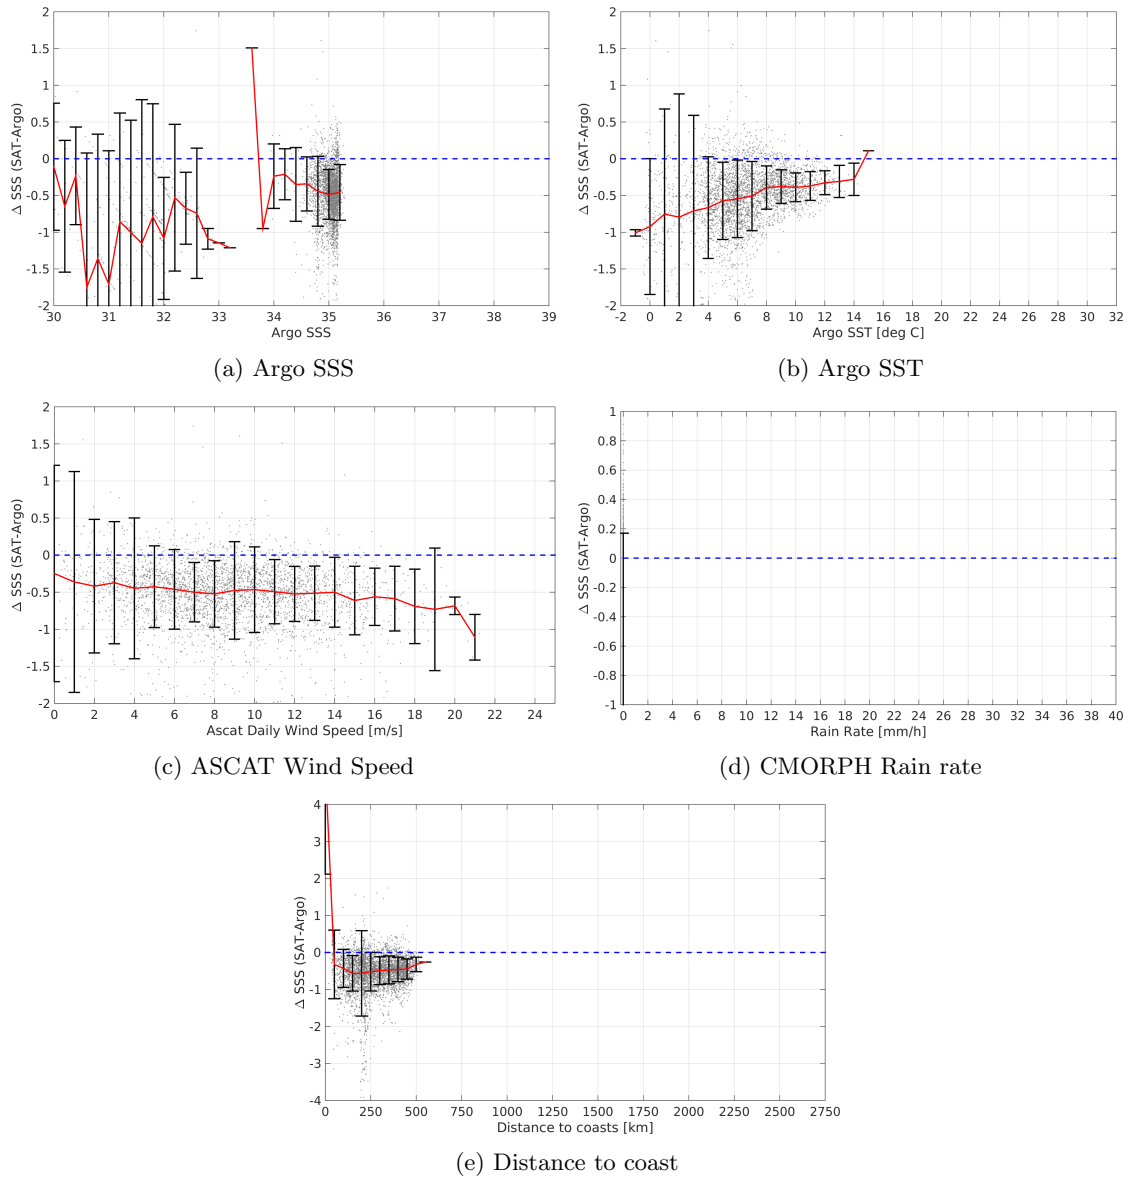 2
1.5
1
0.5
0
-0.5
-1
-1.5
-2
Δ SSS (SAT-Argo)
30 31 32 33 34 35 36 37 38 39
Argo SSS
(a) Argo SSS
2
1.5
1
0.5
0
-0.5
-1
-1.5
-2
Δ SSS (SAT-Argo)
-2 0 2 4 6 8 10 12 14 16 18 20 22 24 26 28 30 32
Argo SST [deg C]
(b) Argo SST
2
1.5
1
0.5
0
-0.5
-1
-1.5
-2
Δ SSS (SAT-Argo)
0 2 4 6 8 10 12 14 16 18 20 22 24
Ascat Daily Wind Speed [m/s]
(c) ASCAT Wind Speed
1
0.8
0.6
0.4
0.2
0
-0.2
-0.4
-0.6
-0.8
-1
Δ SSS (SAT-Argo)
0 2 4 6 8 10 12 14 16 18 20 22 24 26 28 30 32 34 36 38 40
Rain Rate [mm/h]
(d) CMORPH Rain rate
4
3
2
1
0
-1
-2
-3
-4
Δ SSS (SAT-Argo)
0 250 500 750 1000 1250 1500 1750 2000 2250 2500 2750
Distance to coasts [km]
(e) Distance to coast